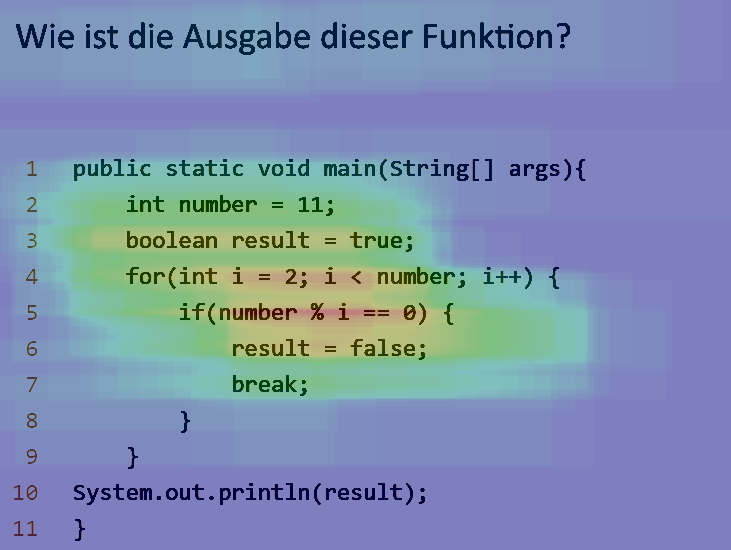 Wie ist die Ausgabe dieser Funktion?
1 public static void main(String[] args){
2 int number = 11;
3 boolean result = true;
4 for(int i = 2; i < number; i++) {
5 if(number % i == 0) {
6 result = false;
7 break;
8 }
9 }
10 System.out.println(result);
11 }